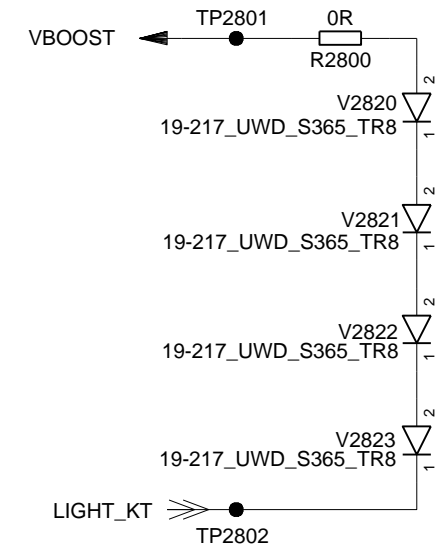 TP2801
0R
VBOOST
R2800
2
V2820
19-217_UWD_S365_TR8
1
2
V2821
19-217_UWD_S365_TR8
1
2
V2822
19-217_UWD_S365_TR8
1
2
V2823
19-217_UWD_S365_TR8
1
LIGHT_KT
TP2802